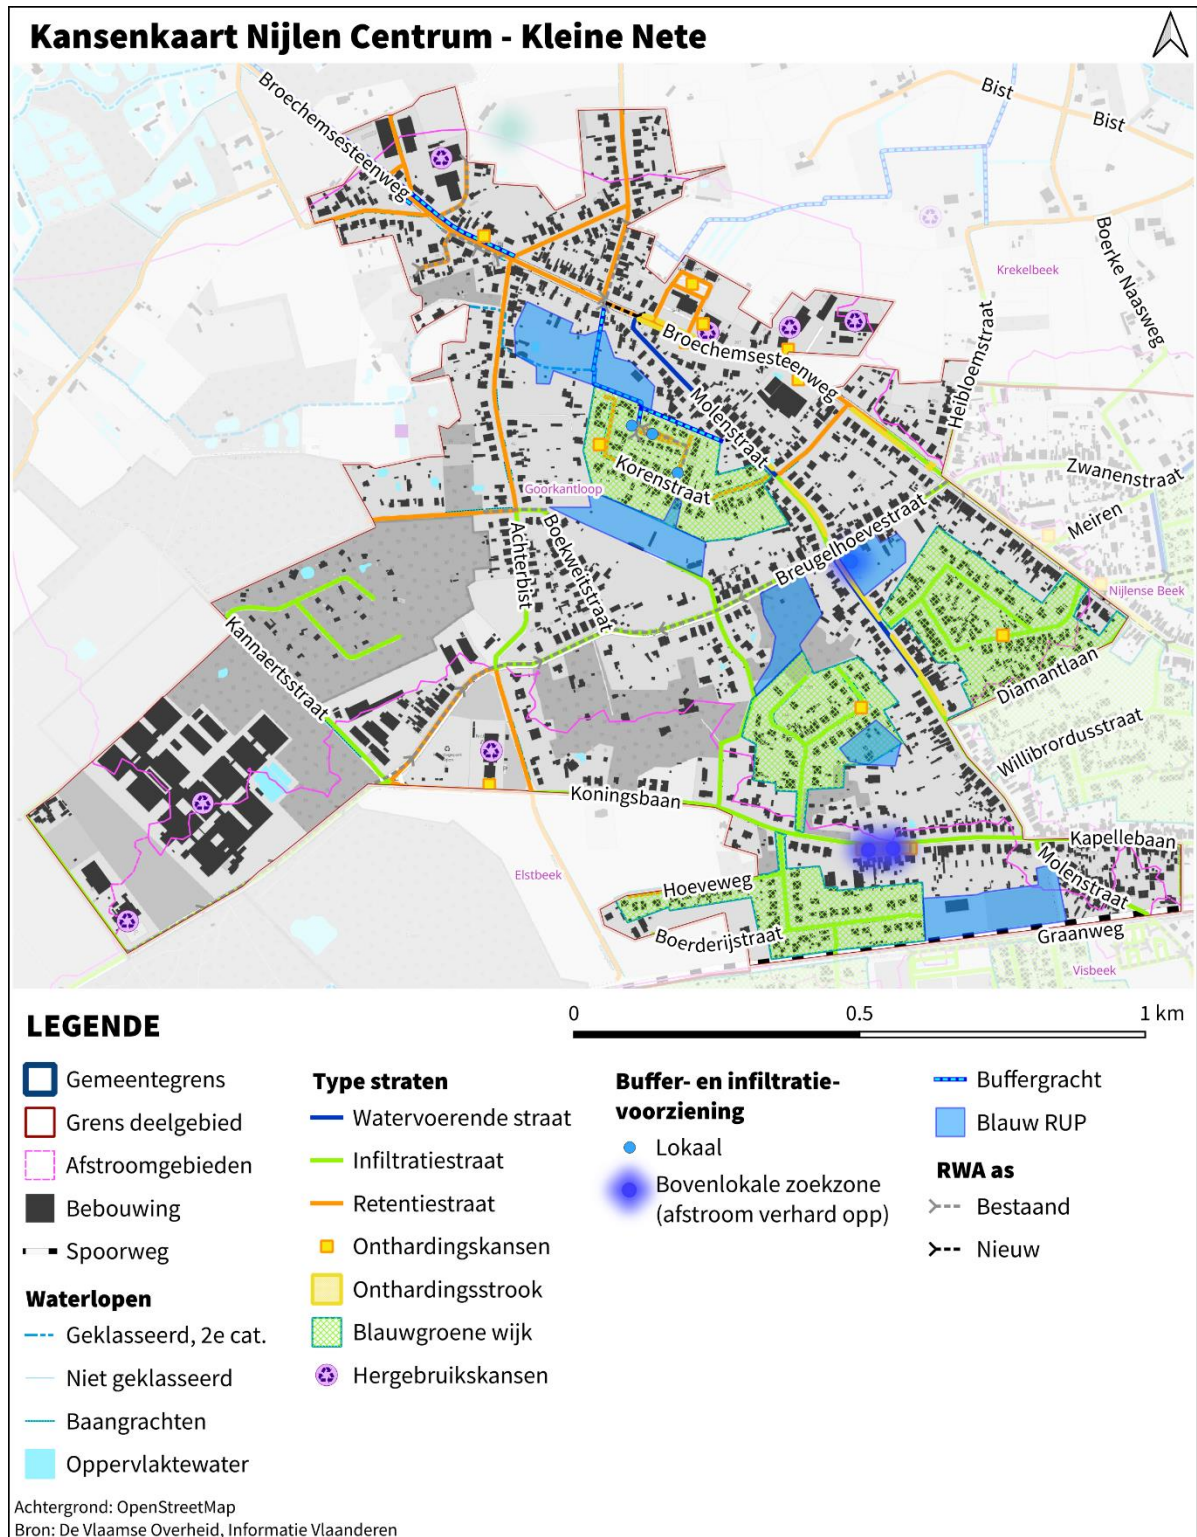 Kansenkaart Nijlen Centrum - Kleine Nete
Broechemsesteenweg
Bist
Bist
Boerke Naasweg
Krekelbeek
Heibloemstraat
Broechemsesteenweg
Molenstraat
Korenstraat
Zwanenstraat
Meiren
Goorkantloop
Achterbist
Boekweitstraat
Breugelhoevestraat
Nijlense Beek
Kannaertsstraat
Diamantlaan
Willibrordusstraat
Koningsbaan
Kapellebaan
Molenstraat
Elstbeek
Hoeveweg
Boerderijstraat
Graanweg
Visbeek
LEGENDE
0 0.5 1 km
Gemeentegrens
Grens deelgebied
Afstroomgebieden
Bebouwing
Spoorweg
Waterlopen
Geklasseerd, 2e cat.
Niet geklasseerd
Baangrachten
Oppervlaktewater
Type straten
Watervoerende straat
Infiltratiestraat
Retentiestraat
Onthardingskansen
Onthardingsstrook
Blauwgroene wijk
Hergebruikskansen
Buffer- en infiltratie-
voorziening
Lokaal
Bovenlokale zoekzone
(afstroom verhard opp)
Buffergracht
Blauw RUP
RWA as
Bestaand
Nieuw
Achtergrond: OpenStreetMap
Bron: De Vlaamse Overheid, Informatie Vlaanderen